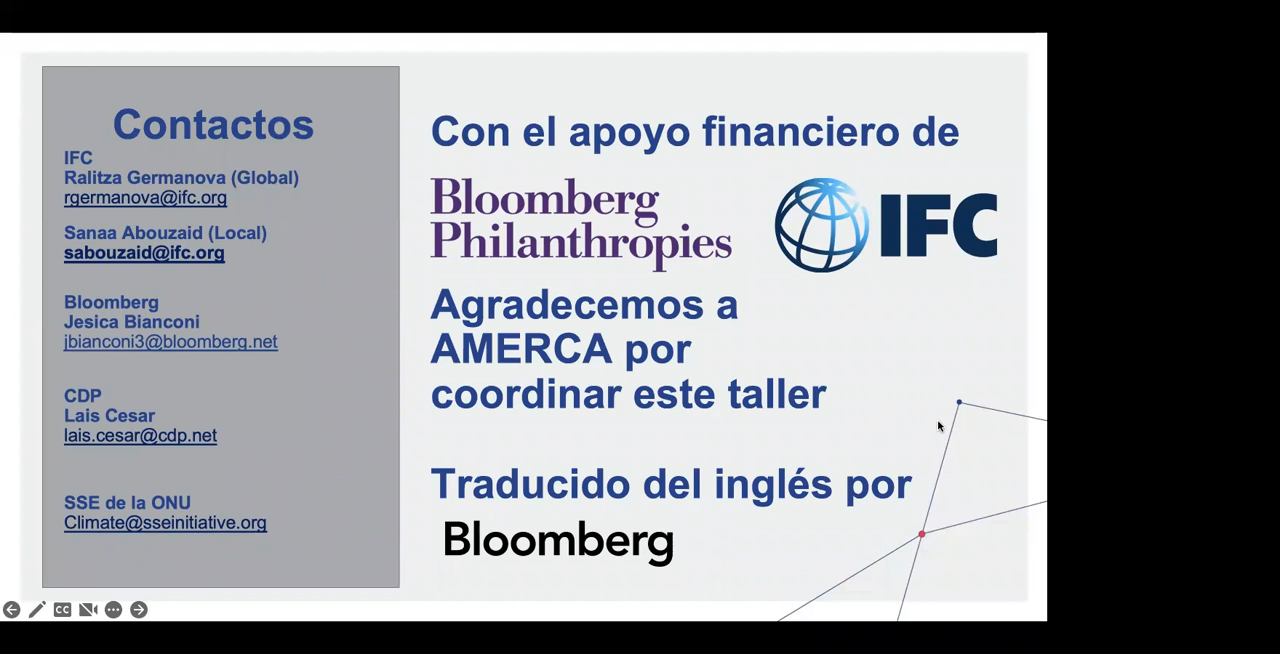 Contactos
IFC
Ralitza Germanova (Global)
rgermanova@ifc.org
Sanaa Abouzaid (Local)
sabouzaid@ifc.org
Bloomberg
Jesica Bianconi
jbianconi3@bloomberg.net
CDP
Lais Cesar
lais.cesar@cdp.net
SSE de la ONU
Climate@sseinitiative.org
Con el apoyo financiero de
Bloomberg
Philanthropies
IFC
Agradecemos a
AMERCA por
coordinar este taller
Traducido del inglés por
Bloomberg
CC